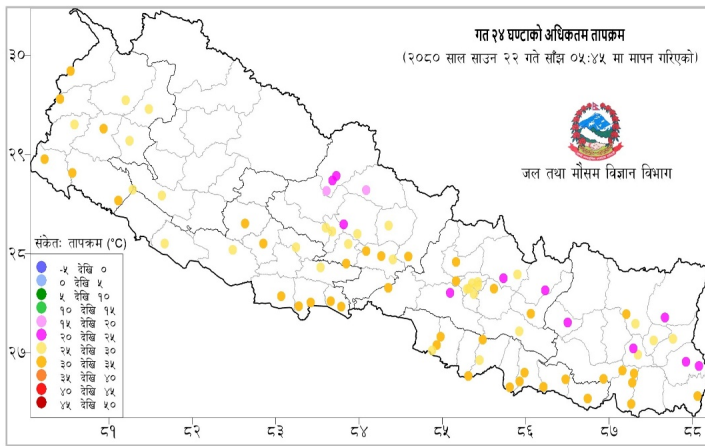 गत २४ घण्टाको अधिकतम तापक्रम
(२०८० साल साउन २२ गते साँझ ०५:४५ मा मापन गरिएको)
जल तथा मौसम विज्ञान विभाग
३०
२९
२८
२७
संकेतः तापक्रम (°C)
-५ देखि ०
० देखि ५
५ देखि १०
१० देखि १५
१५ देखि २०
२० देखि २५
२५ देखि ३०
३० देखि ३५
३५ देखि ४०
४० देखि ४५
४५ देखि ५०
८१ ८२ ८३ ८४ ८५ ८६ ८७ ८८